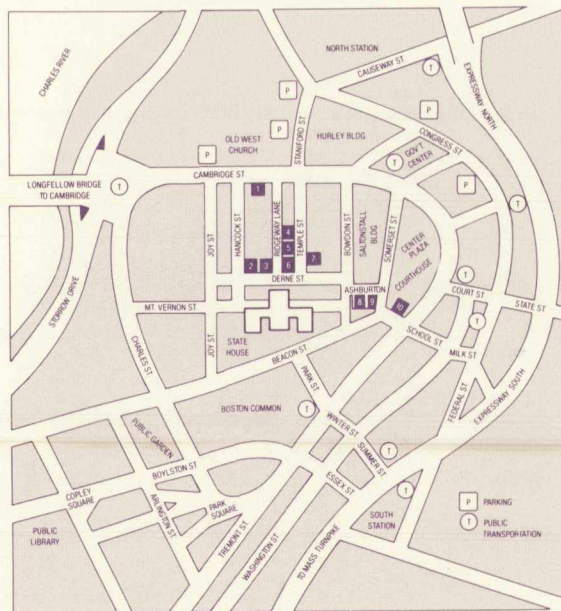 NORTH STATION
CAUSEWAY ST
EXPRESSWAY NORTH
CHARLES RIVER
OLD WEST
CHURCH
STANIFORD ST.
HURLEY BLDG
CONGRESS ST
GOV'T
CENTER
P
P
P
P
P
T
T
T
T
T
T
T
T
T
T
CAMBRIDGE ST
LONGFELLOW BRIDGE
TO CAMBRIDGE
STORROW DRIVE
JOY ST
HANCOCK ST
RIDGEWAY LANE
TEMPLE ST
BOWDOIN ST
SALTONSTALL
BLDG
SOMERSET ST
CENTER
PLAZA
COURTHOUSE
1
4
5
2
3
6
7
8
9
10
DERNE ST
ASHBURTON
MT. VERNON ST
COURT ST
STATE ST
JOY ST
STATE
HOUSE
SCHOOL ST
MILK ST
BEACON ST
CHARLES ST
PARK ST
FEDERAL ST
EXPRESSWAY SOUTH
BOSTON COMMON
WINTER ST
SUMMER ST
PUBLIC GARDEN
BOYLSTON ST
ESSEX ST
COPLEY
SQUARE
ARLINGTON ST
PARK
SQUARE
PUBLIC
LIBRARY
TREMONT ST
WASHINGTON ST
TO MASS TURNPIKE
SOUTH
STATION
P PARKING
T PUBLIC
TRANSPORTATION